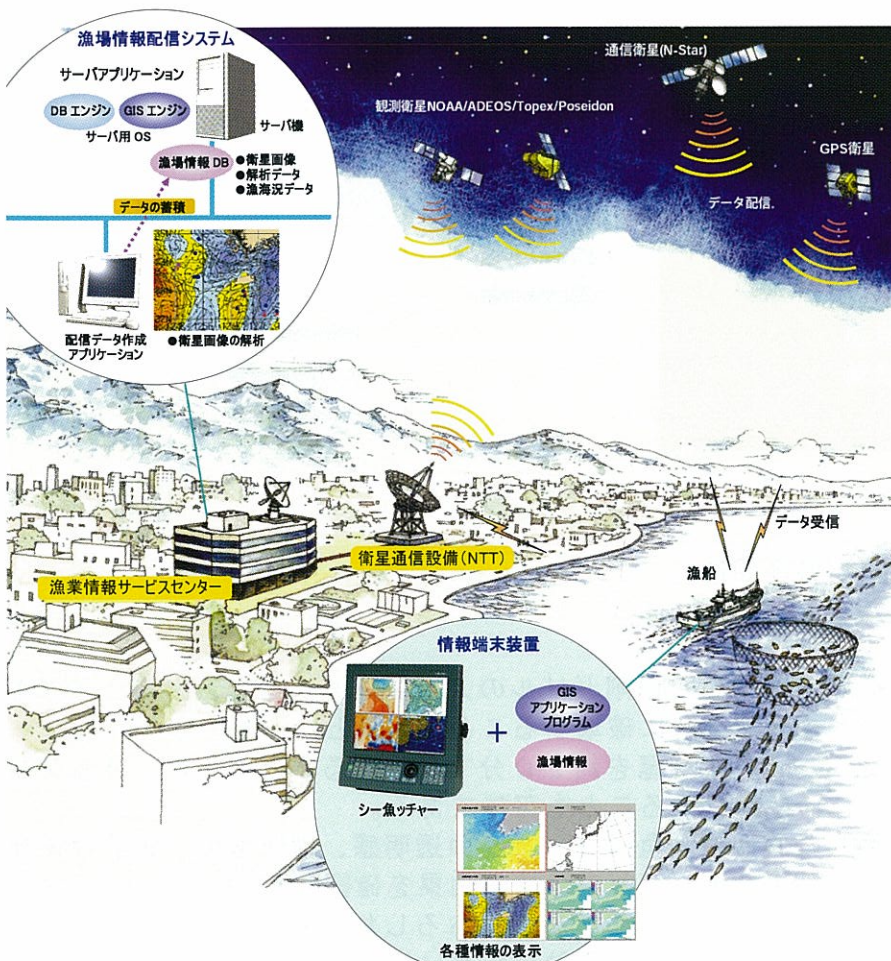 漁場情報配信システム
サーバアプリケーション
DB エンジン
GIS エンジン
サーバ用 OS
サーバ機
漁場情報 DB
●衛星画像
●解析データ
●漁海況データ
データの蓄積
配信データ作成
アプリケーション
●衛星画像の解析
通信衛星(N-Star)
観測衛星NOAA/ADEOS/Topex/Poseidon
GPS衛星
データ配信.
データ受信
漁船
衛星通信設備(NTT)
漁業情報サービスセンター
情報端末装置
GIS
アプリケーション
プログラム
+
漁場情報
シー魚ッチャー
各種情報の表示